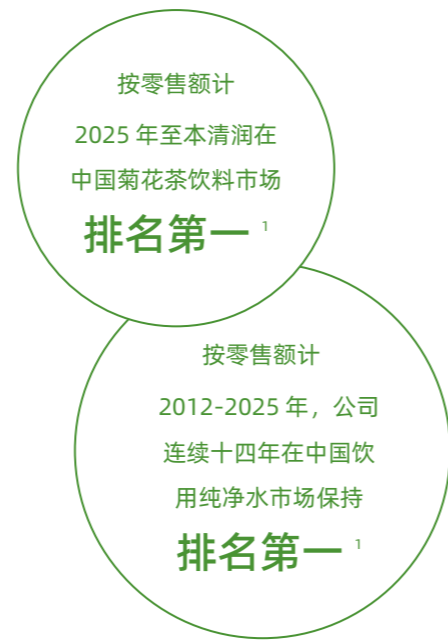 按零售额计
2025 年至本清润在
中国菊花茶饮料市场
排名第一 1
按零售额计
2012-2025 年，公司
连续十四年在中国饮
用纯净水市场保持
排名第一 1